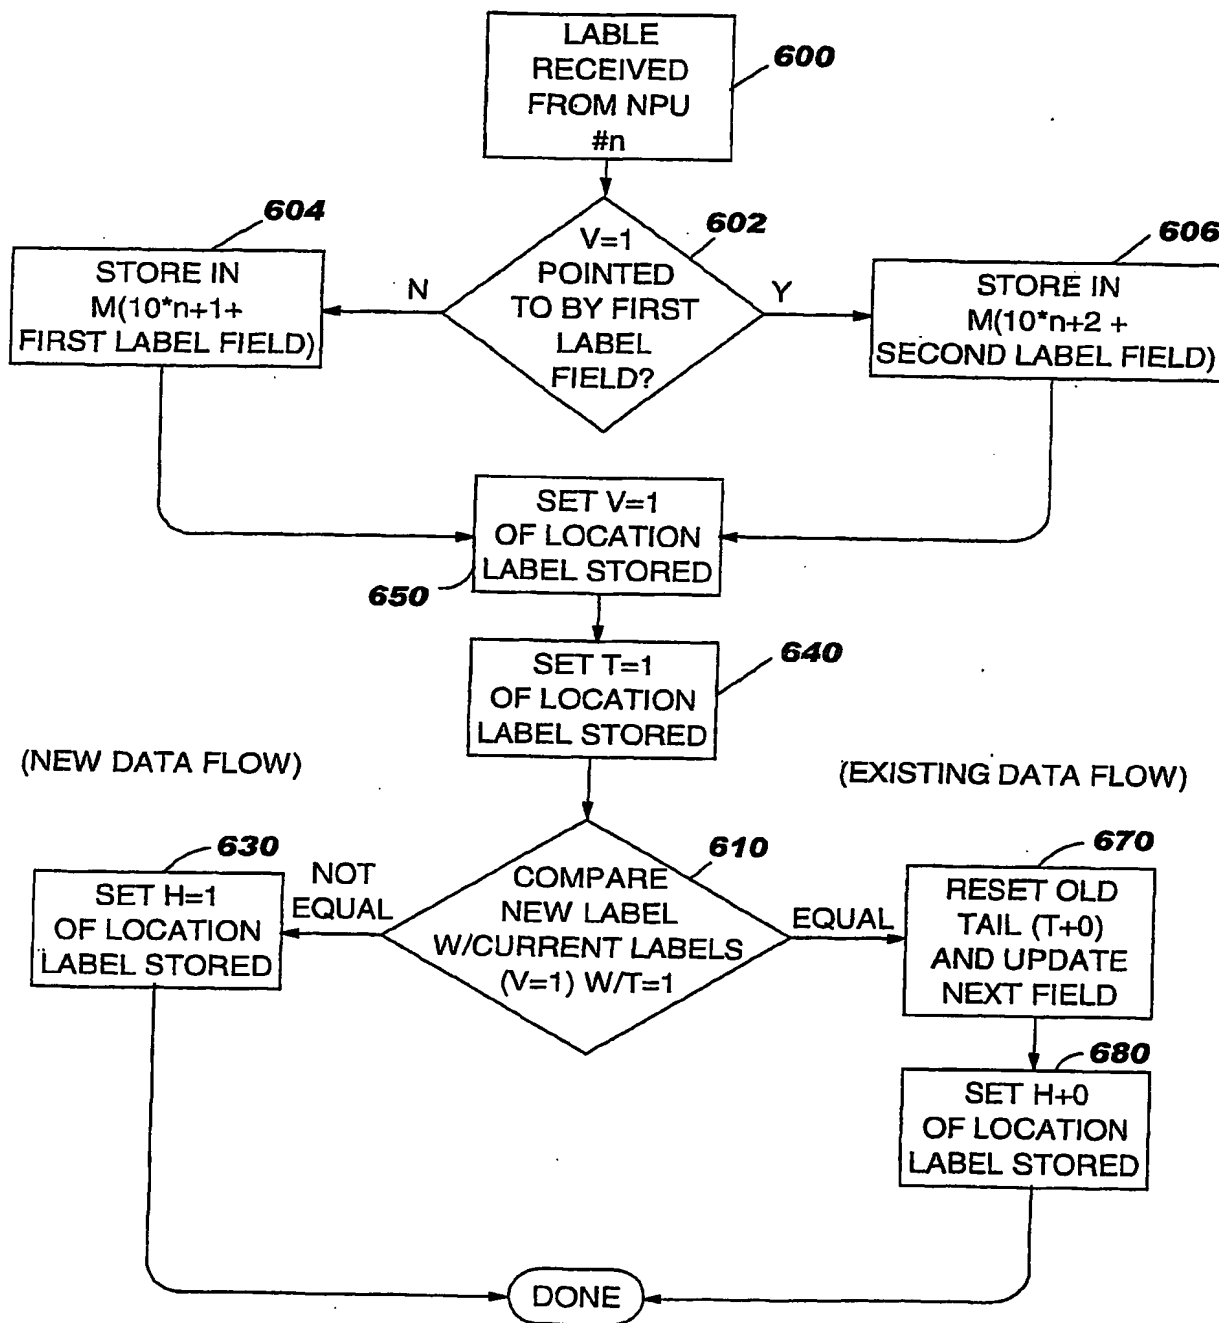 LABLE
RECEIVED
FROM NPU
#n
600
602
V=1
POINTED
TO BY FIRST
LABEL
FIELD?
N
Y
604
STORE IN
M(10*n+1+
FIRST LABEL FIELD)
606
STORE IN
M(10*n+2 +
SECOND LABEL FIELD)
SET V=1
OF LOCATION
LABEL STORED
650
SET T=1
OF LOCATION
LABEL STORED
640
(NEW DATA FLOW)
(EXISTING DATA FLOW)
610
COMPARE
NEW LABEL
W/CURRENT LABELS
(V=1) W/T=1
NOT
EQUAL
EQUAL
630
SET H=1
OF LOCATION
LABEL STORED
670
RESET OLD
TAIL (T+0)
AND UPDATE
NEXT FIELD
680
SET H+0
OF LOCATION
LABEL STORED
DONE